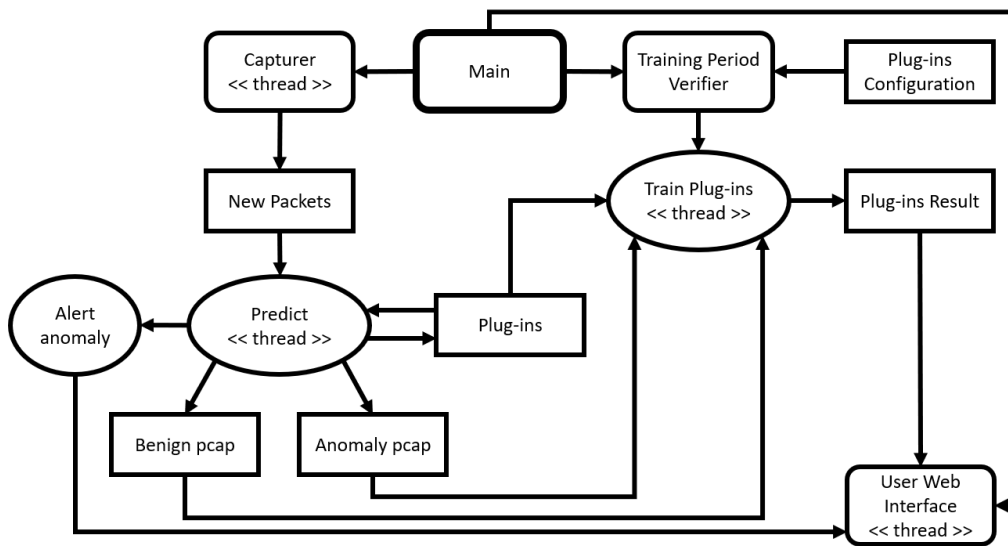 Capturer
<< thread >>
Main
Training Period
Verifier
Plug-ins
Configuration
New Packets
Train Plug-ins
<< thread >>
Plug-ins Result
Alert
anomaly
Predict
<< thread >>
Plug-ins
Benign pcap
Anomaly pcap
User Web
Interface
<< thread >>